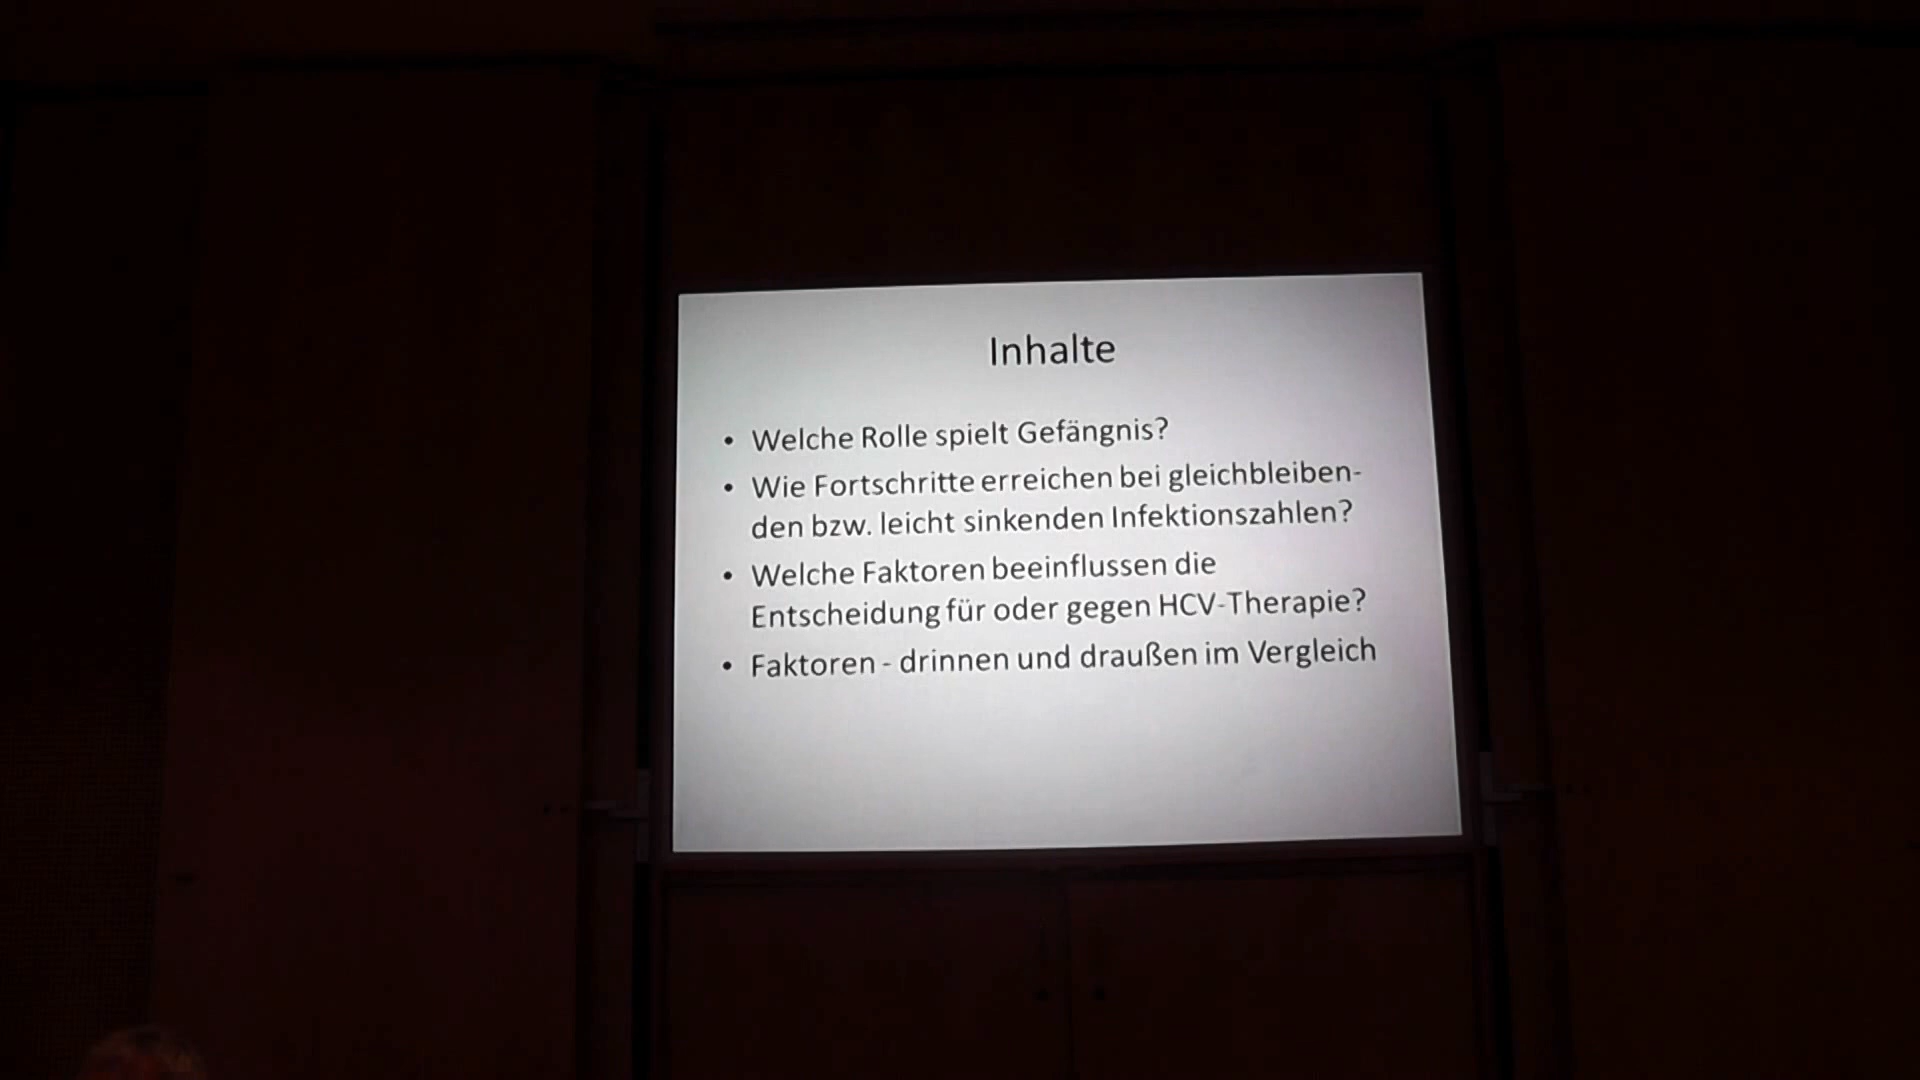 Inhalte
• Welche Rolle spielt Gefängnis?
• Wie Fortschritte erreichen bei gleichbleiben-
den bzw. leicht sinkenden Infektionszahlen?
• Welche Faktoren beeinflussen die
Entscheidung für oder gegen HCV-Therapie?
• Faktoren - drinnen und draußen im Vergleich